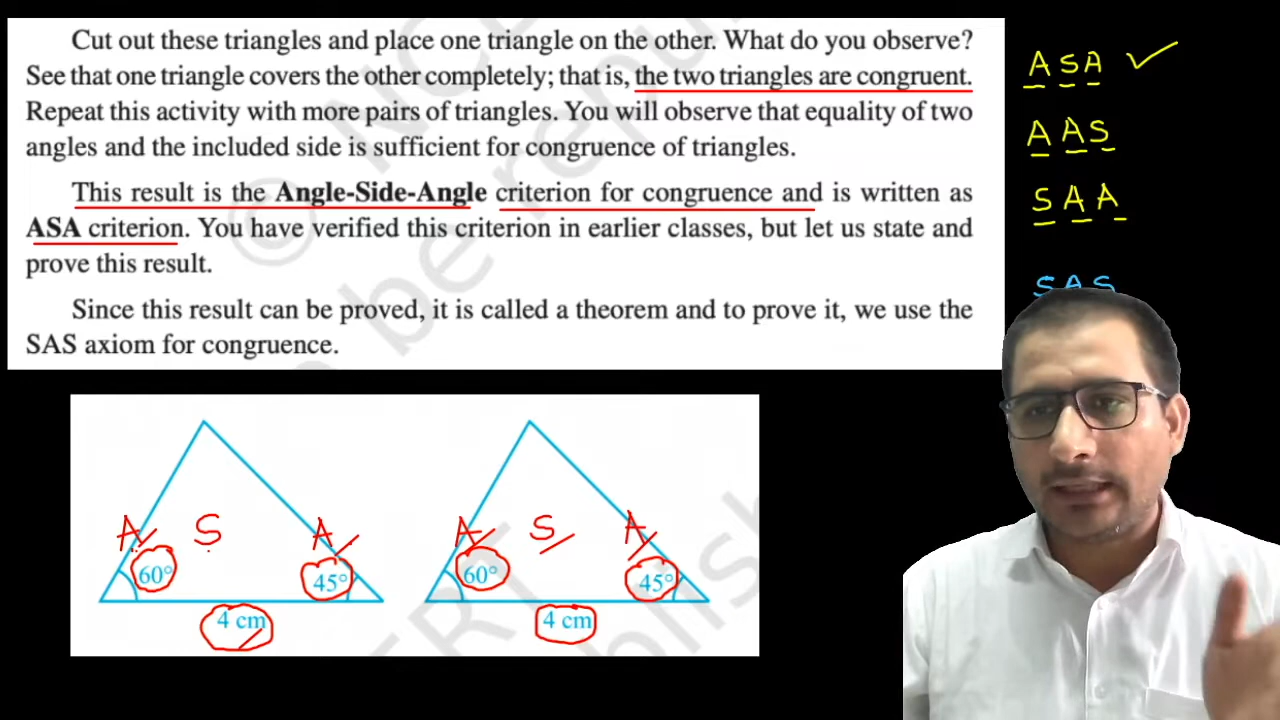 Cut out these triangles and place one triangle on the other. What do you observe?
See that one triangle covers the other completely; that is, the two triangles are congruent.
Repeat this activity with more pairs of triangles. You will observe that equality of two
angles and the included side is sufficient for congruence of triangles.
This result is the Angle-Side-Angle criterion for congruence and is written as
ASA criterion. You have verified this criterion in earlier classes, but let us state and
prove this result.
Since this result can be proved, it is called a theorem and to prove it, we use the
SAS axiom for congruence.
ASA ✓
AAS
SAA
SAS
A S A
60° 45°
4 cm
A S A
60° 45°
4 cm